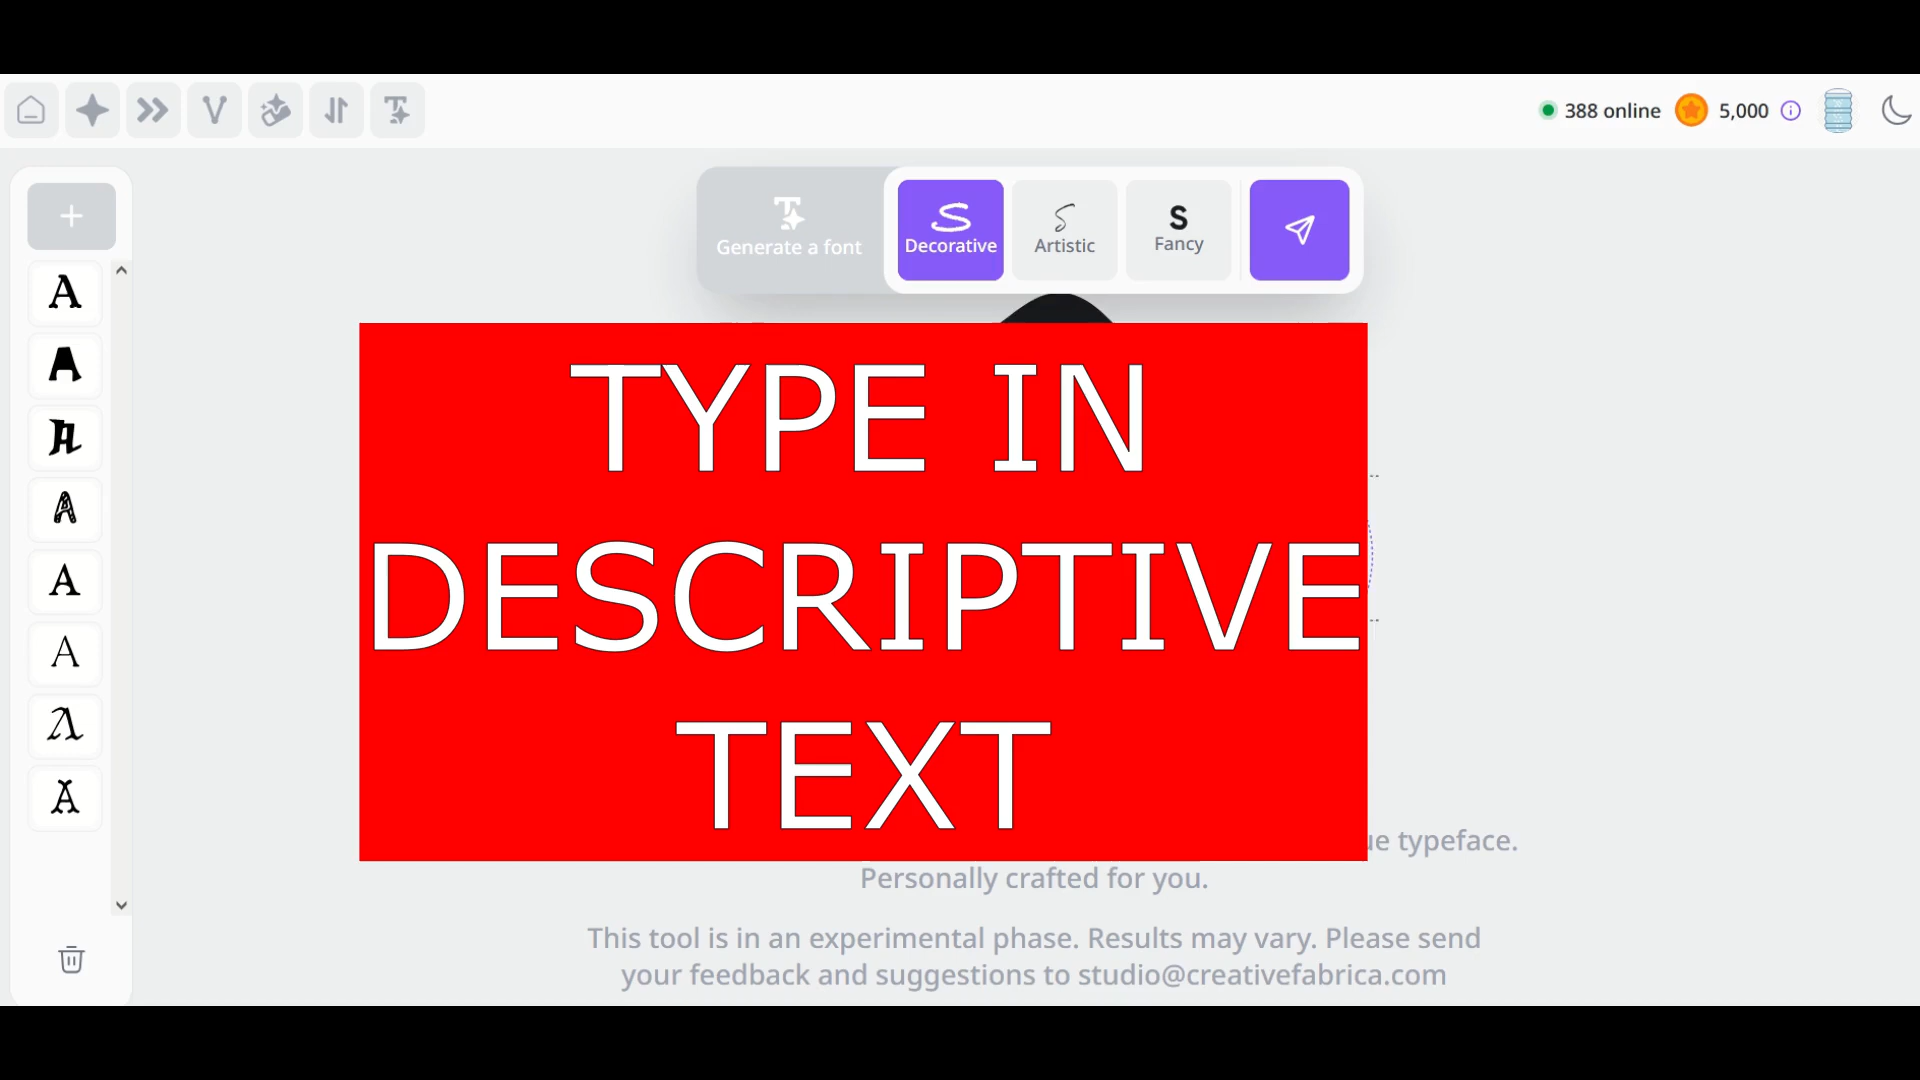 388 online 5,000
Generate a font
S
Decorative
S
Artistic
S
Fancy
A
A
A
A
A
A
A
A
TYPE IN
DESCRIPTIVE
TEXT
typeface.
Personally crafted for you.
This tool is in an experimental phase. Results may vary. Please send
your feedback and suggestions to studio@creativefabrica.com